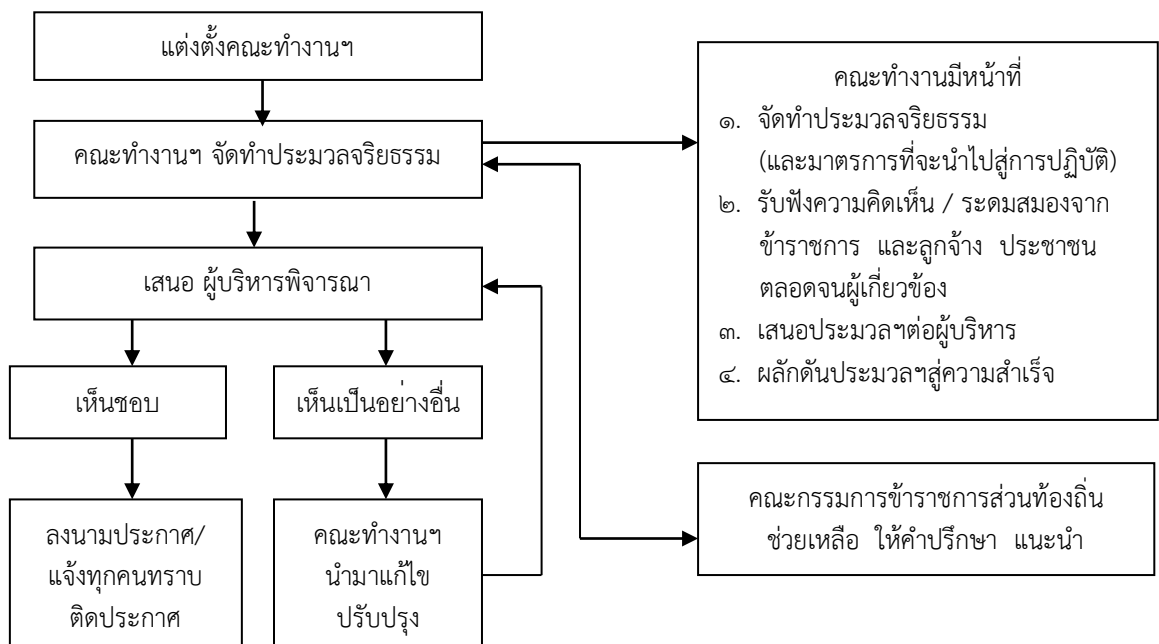 แต่งตั้งคณะทำงานฯ
คณะทำงานฯ จัดทำประมวลจริยธรรม
เสนอ ผู้บริหารพิจารณา
เห็นชอบ
เห็นเป็นอย่างอื่น
ลงนามประกาศ/
แจ้งทุกคนทราบ
ติดประกาศ
คณะทำงานฯ
นำมาแก้ไข
ปรับปรุง
คณะทำงานมีหน้าที่
๑. จัดทำประมวลจริยธรรม
(และมาตรการที่จะนำไปสู่การปฏิบัติ)
๒. รับฟังความคิดเห็น / ระดมสมองจาก
ข้าราชการ และลูกจ้าง ประชาชน
ตลอดจนผู้เกี่ยวข้อง
๓. เสนอประมวลฯต่อผู้บริหาร
๔. ผลักดันประมวลฯสู่ความสำเร็จ
คณะกรรมการข้าราชการส่วนท้องถิ่น
ช่วยเหลือ ให้คำปรึกษา แนะนำ